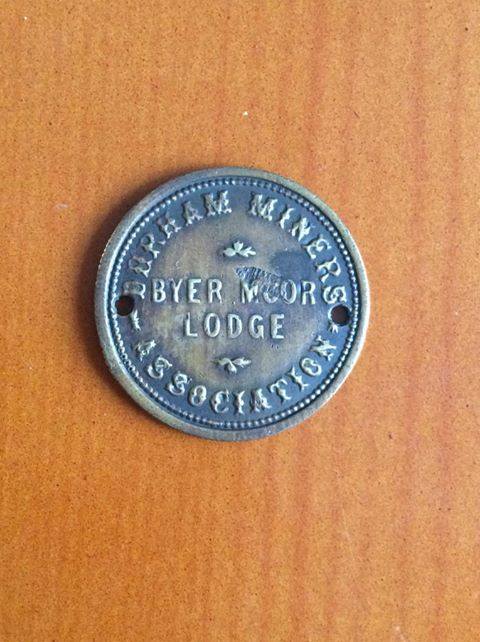 DURHAM MINERS
BYER MOOR
LODGE
ASSOCIATION